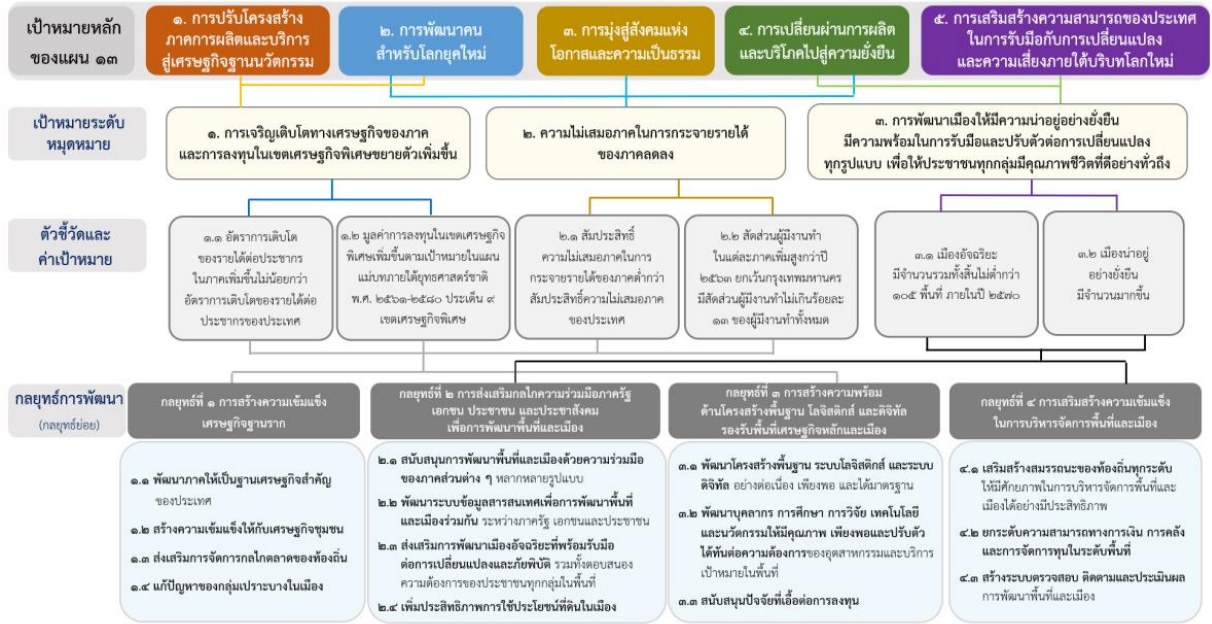 เป้าหมายหลัก
ของแผน ๑๓
๑. การปรับโครงสร้าง
ภาคการผลิตและบริการ
สู่เศรษฐกิจฐานนวัตกรรม
๒. การพัฒนาคน
สำหรับโลกยุคใหม่
๓. การมุ่งสู่สังคมแห่ง
โอกาสและความเป็นธรรม
๔. การเปลี่ยนผ่านการผลิต
และบริโภคไปสู่ความยั่งยืน
๕. การเสริมสร้างความสามารถของประเทศ
ในการรับมือกับการเปลี่ยนแปลง
และความเสี่ยงภายใต้บริบทโลกใหม่
เป้าหมายระดับ
หมุดหมาย
๑. การเจริญเติบโตทางเศรษฐกิจของภาค
และการลงทุนในเขตเศรษฐกิจพิเศษขยายตัวเพิ่มขึ้น
๒. ความไม่เสมอภาคในการกระจายรายได้
ของภาคลดลง
๓. การพัฒนาเมืองให้มีความน่าอยู่อย่างยั่งยืน
มีความพร้อมในการรับมือและปรับตัวต่อการเปลี่ยนแปลง
ทุกรูปแบบ เพื่อให้ประชาชนทุกกลุ่มมีคุณภาพชีวิตที่ดีอย่างทั่วถึง
ตัวชี้วัดและ
ค่าเป้าหมาย
๑.๑ อัตราการเติบโต
ของรายได้ต่อประชากร
ในภาคเพิ่มขึ้นไม่น้อยกว่า
อัตราการเติบโตของรายได้ต่อ
ประชากรของประเทศ
๑.๒ มูลค่าการลงทุนในเขตเศรษฐกิจ
พิเศษเพิ่มขึ้นตามเป้าหมายในแผน
แม่บทภายใต้ยุทธศาสตร์ชาติ
พ.ศ. ๒๕๖๑-๒๕๘๐ ประเด็น ๙
เขตเศรษฐกิจพิเศษ
๒.๑ สัมประสิทธิ์
ความไม่เสมอภาคในการ
กระจายรายได้ของภาคต่ำกว่า
สัมประสิทธิ์ความไม่เสมอภาค
ของประเทศ
๒.๒ สัดส่วนผู้มีงานทำ
ในแต่ละภาคเพิ่มสูงกว่าปี
๒๕๖๓ ยกเว้นกรุงเทพมหานคร
มีสัดส่วนผู้มีงานทำไม่เกินร้อยละ
๑๓ ของผู้มีงานทำทั้งหมด
๓.๑ เมืองอัจฉริยะ
มีจำนวนรวมทั้งสิ้นไม่ต่ำกว่า
๑๐๕ พื้นที่ ภายในปี ๒๕๗๐
๓.๒ เมืองน่าอยู่
อย่างยั่งยืน
มีจำนวนมากขึ้น
กลยุทธ์การพัฒนา
(กลยุทธ์ย่อย)
กลยุทธ์ที่ ๑ การสร้างความเข้มแข็ง
เศรษฐกิจฐานราก
กลยุทธ์ที่ ๒ การส่งเสริมกลไกความร่วมมือภาครัฐ
เอกชน ประชาชน และประชาสังคม
เพื่อการพัฒนาพื้นที่และเมือง
กลยุทธ์ที่ ๓ การสร้างความพร้อม
ด้านโครงสร้างพื้นฐาน โลจิสติกส์ และดิจิทัล
รองรับพื้นที่เศรษฐกิจหลักและเมือง
กลยุทธ์ที่ ๔ การเสริมสร้างความเข้มแข็ง
ในการบริหารจัดการพื้นที่และเมือง
๑.๑ พัฒนาภาคให้เป็นฐานเศรษฐกิจสำคัญ
ของประเทศ
๑.๒ สร้างความเข้มแข็งให้กับเศรษฐกิจชุมชน
๑.๓ ส่งเสริมการจัดการกลไกตลาดของท้องถิ่น
๑.๔ แก้ปัญหาของกลุ่มเปราะบางในเมือง
๒.๑ สนับสนุนการพัฒนาพื้นที่และเมืองด้วยความร่วมมือ
ของภาคส่วนต่าง ๆ หลากหลายรูปแบบ
๒.๒ พัฒนาระบบข้อมูลสารสนเทศเพื่อการพัฒนาพื้นที่
และเมืองร่วมกัน ระหว่างภาครัฐ เอกชนและประชาชน
๒.๓ ส่งเสริมการพัฒนาเมืองอัจฉริยะที่พร้อมรับมือ
ต่อการเปลี่ยนแปลงและภัยพิบัติ รวมทั้งตอบสนอง
ความต้องการของประชาชนทุกกลุ่มในพื้นที่
๒.๔ เพิ่มประสิทธิภาพการใช้ประโยชน์ที่ดินในเมือง
๓.๑ พัฒนาโครงสร้างพื้นฐาน ระบบโลจิสติกส์ และระบบ
ดิจิทัล อย่างต่อเนื่อง เพียงพอ และได้มาตรฐาน
๓.๒ พัฒนาบุคลากร การศึกษา การวิจัย เทคโนโลยี
และนวัตกรรมให้มีคุณภาพ เพียงพอและปรับตัว
ได้ทันต่อความต้องการของอุตสาหกรรมและบริการ
เป้าหมายในพื้นที่
๓.๓ สนับสนุนปัจจัยที่เอื้อต่อการลงทุน
๔.๑ เสริมสร้างสมรรถนะของท้องถิ่นทุกระดับ
ให้มีศักยภาพในการบริหารจัดการพื้นที่และ
เมืองได้อย่างมีประสิทธิภาพ
๔.๒ ยกระดับความสามารถทางการเงิน การคลัง
และการจัดการทุนในระดับพื้นที่
๔.๓ สร้างระบบตรวจสอบ ติดตามและประเมินผล
การพัฒนาพื้นที่และเมือง